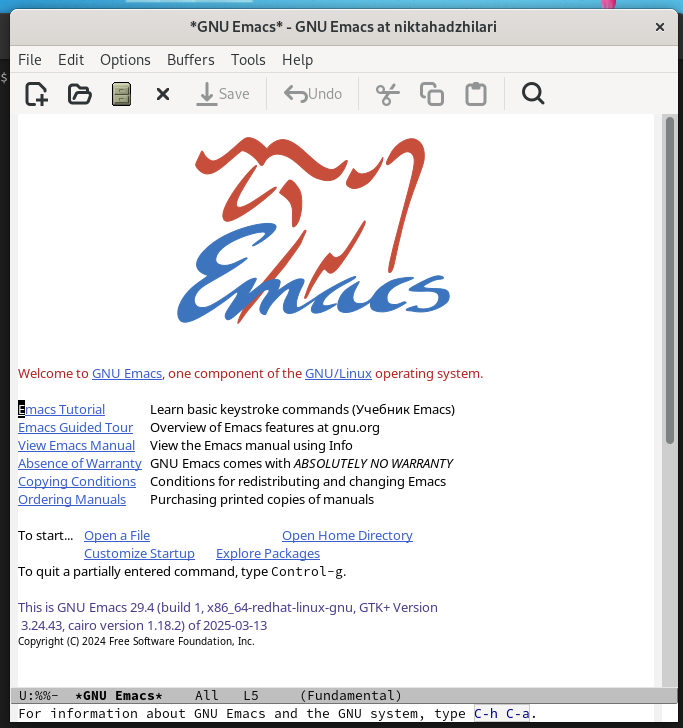 *GNU Emacs* - GNU Emacs at niktahadzhilari
File Edit Options Buffers Tools Help
Save Undo
$
Emacs
Welcome to GNU Emacs, one component of the GNU/Linux operating system.
Emacs Tutorial Learn basic keystroke commands (Учебник Emacs)
Emacs Guided Tour Overview of Emacs features at gnu.org
View Emacs Manual View the Emacs manual using Info
Absence of Warranty GNU Emacs comes with ABSOLUTELY NO WARRANTY
Copying Conditions Conditions for redistributing and changing Emacs
Ordering Manuals Purchasing printed copies of manuals
To start... Open a File Open Home Directory
Customize Startup Explore Packages
To quit a partially entered command, type Control-g.
This is GNU Emacs 29.4 (build 1, x86_64-redhat-linux-gnu, GTK+ Version
3.24.43, cairo version 1.18.2) of 2025-03-13
Copyright (C) 2024 Free Software Foundation, Inc.
U:%%- *GNU Emacs* All L5 (Fundamental)
For information about GNU Emacs and the GNU system, type C-h C-a.